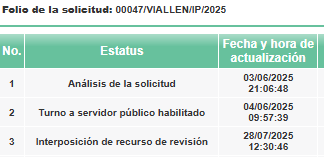 Folio de la solicitud: 00047/VIALLEN/IP/2025
No. Estatus Fecha y hora de actualización
1 Análisis de la solicitud 03/06/2025 21:06:48
2 Turno a servidor público habilitado 04/06/2025 09:57:39
3 Interposición de recurso de revisión 28/07/2025 12:30:46